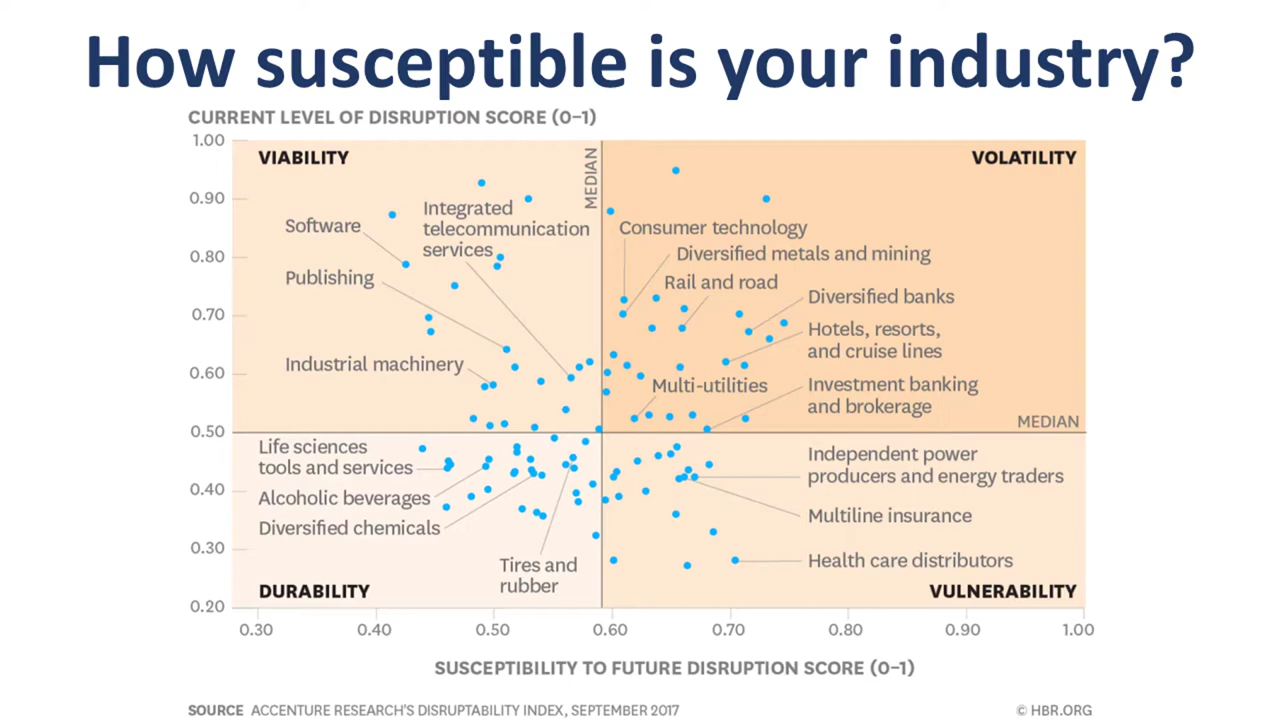 How susceptible is your industry?
CURRENT LEVEL OF DISRUPTION SCORE (0–1)
1.00
0.90
0.80
0.70
0.60
0.50
0.40
0.30
0.20
VIABILITY
MEDIAN
VOLATILITY
Software
Integrated
telecommunication
services
Publishing
Industrial machinery
Consumer technology
Diversified metals and mining
Rail and road
Diversified banks
Hotels, resorts,
and cruise lines
Multi-utilities
Investment banking
and brokerage
MEDIAN
Life sciences
tools and services
Alcoholic beverages
Diversified chemicals
Tires and
rubber
Independent power
producers and energy traders
Multiline insurance
Health care distributors
DURABILITY
VULNERABILITY
0.30
0.40
0.50
0.60
0.70
0.80
0.90
1.00
SUSCEPTIBILITY TO FUTURE DISRUPTION SCORE (0–1)
SOURCE ACCENTURE RESEARCH'S DISRUPTABILITY INDEX, SEPTEMBER 2017
© HBR.ORG